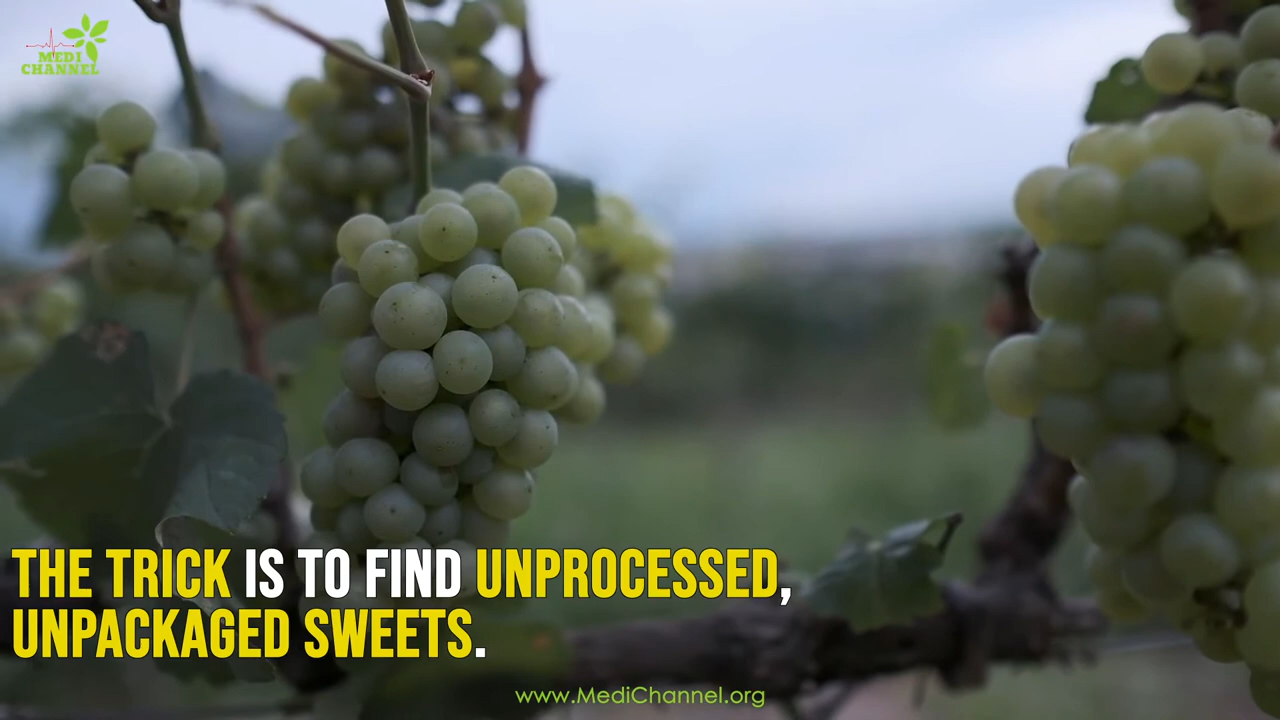 MEDI
CHANNEL
THE TRICK IS TO FIND UNPROCESSED,
UNPACKAGED SWEETS.
www.MediChannel.org